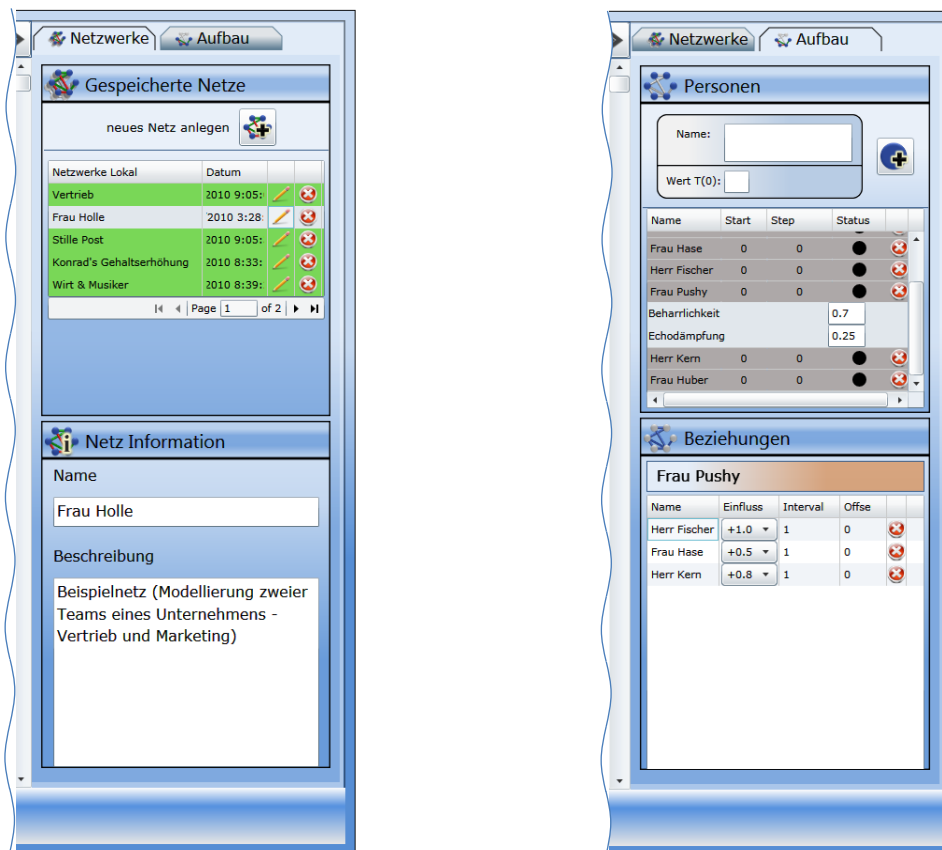 Netzwerke Aufbau
Gespeicherte Netze
neues Netz anlegen
Netzwerke Lokal Datum
Vertrieb 2010 9:05:
Frau Holle 2010 3:28
Stille Post 2010 9:05:
Konrad's Gehaltserhöhung 2010 8:33:
Wirt & Musiker 2010 8:39:
Page 1 of 2
Netz Information
Name
Frau Holle
Beschreibung
Beispielnetz (Modellierung zweier
Teams eines Unternehmens -
Vertrieb und Marketing)
Netzwerke Aufbau
Personen
Name:
Wert T(0):
Name Start Step Status
Frau Hase 0 0
Herr Fischer 0 0
Frau Pushy 0 0
Beharrlichkeit 0.7
Echodämpfung 0.25
Herr Kern 0 0
Frau Huber 0 0
Beziehungen
Frau Pushy
Name Einfluss Interval Offse
Herr Fischer +1.0 1 0
Frau Hase +0.5 1 0
Herr Kern +0.8 1 0